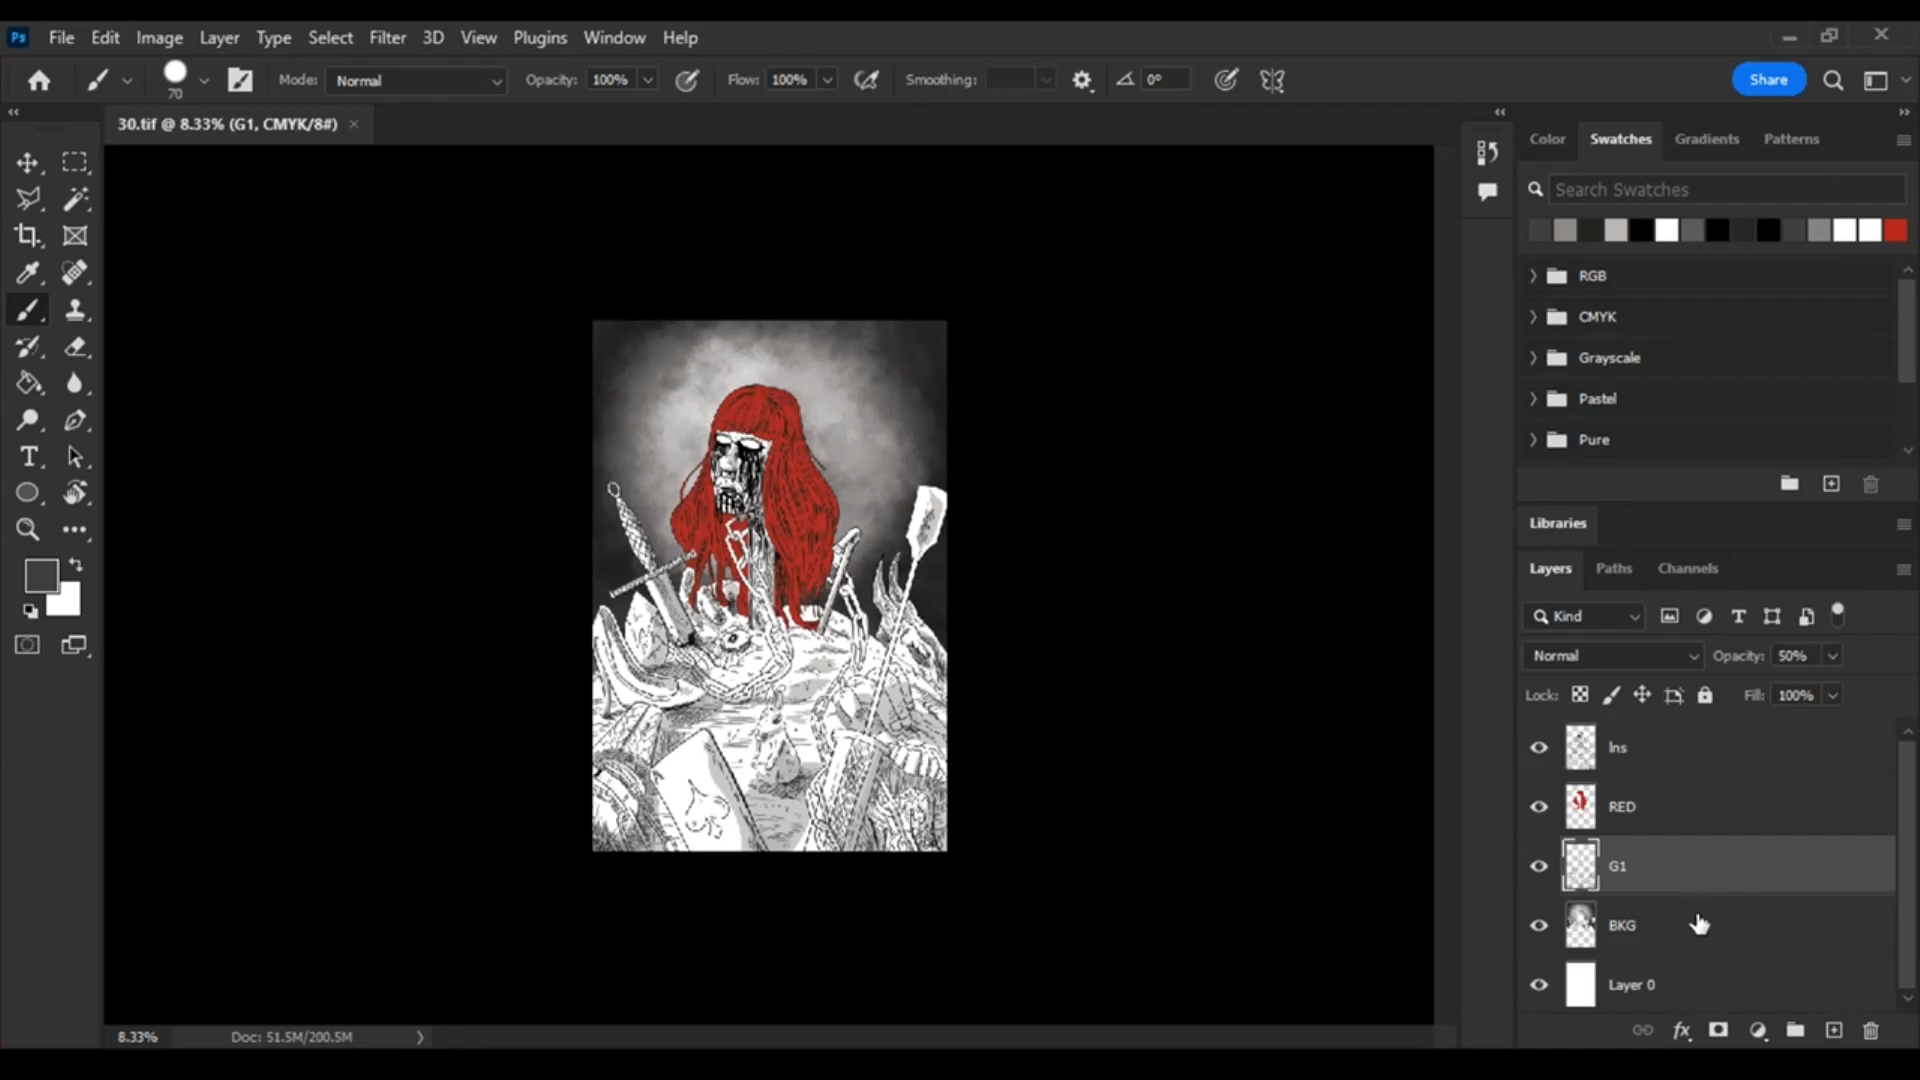 Ps File Edit Image Layer Type Select Filter 3D View Plugins Window Help
70 Mode: Normal Opacity: 100% Flow: 100% Smoothing: 0° Share
30.tif @ 8.33% (G1, CMYK/8#)
Color Swatches Gradients Patterns
Search Swatches
RGB
CMYK
Grayscale
Pastel
Pure
Libraries
Layers Paths Channels
Kind
Normal Opacity: 50%
Lock: Fill: 100%
Ins
RED
G1
BKG
Layer 0
8.33% Doc: 51.5M/200.5M